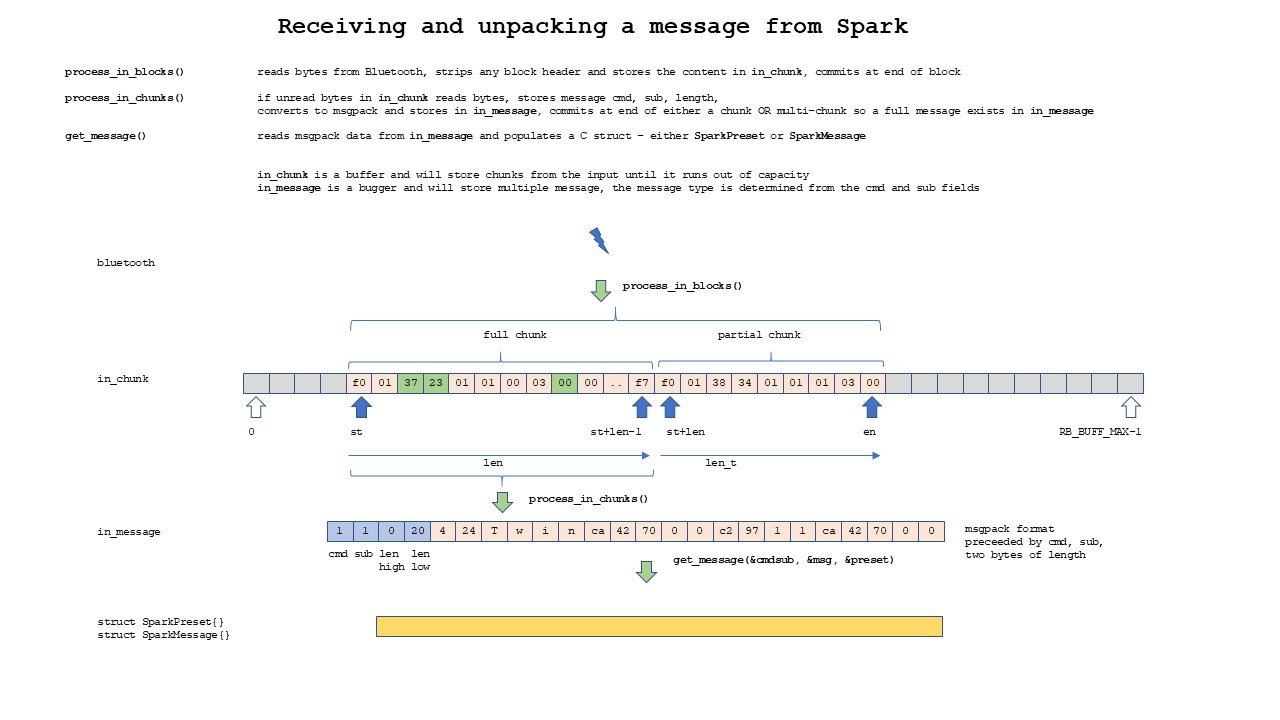 Receiving and unpacking a message from Spark
process_in_blocks() reads bytes from Bluetooth, strips any block header and stores the content in in_chunk, commits at end of block
process_in_chunks() if unread bytes in in_chunk reads bytes, stores message cmd, sub, length,
converts to msgpack and stores in in_message, commits at end of either a chunk OR multi-chunk so a full message exists in in_message
get_message() reads msgpack data from in_message and populates a C struct – either SparkPreset or SparkMessage
in_chunk is a buffer and will store chunks from the input until it runs out of capacity
in_message is a bugger and will store multiple message, the message type is determined from the cmd and sub fields
bluetooth
process_in_blocks()
full chunk partial chunk
in_chunk f0 01 37 23 01 01 00 03 00 00 .. f7 f0 01 38 34 01 01 01 03 00
0 st st+len-1 st+len en RB_BUFF_MAX-1
len len_t
process_in_chunks()
in_message 1 1 0 20 4 24 T w i n ca 42 70 0 0 c2 97 1 1 ca 42 70 0 0 msgpack format
preceeded by cmd, sub,
two bytes of length
cmd sub len len
high low
get_message(&cmdsub, &msg, &preset)
struct SparkPreset{}
struct SparkMessage{}